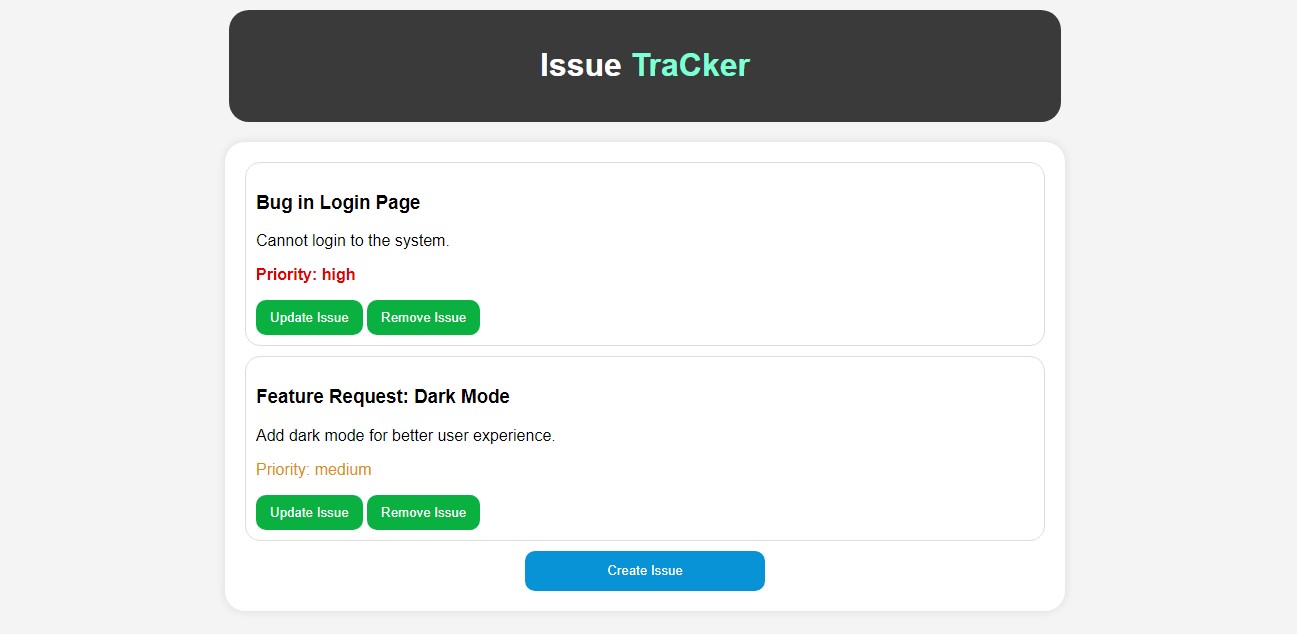 Issue TraCker
Bug in Login Page
Cannot login to the system.
Priority: high
Update Issue Remove Issue
Feature Request: Dark Mode
Add dark mode for better user experience.
Priority: medium
Update Issue Remove Issue
Create Issue